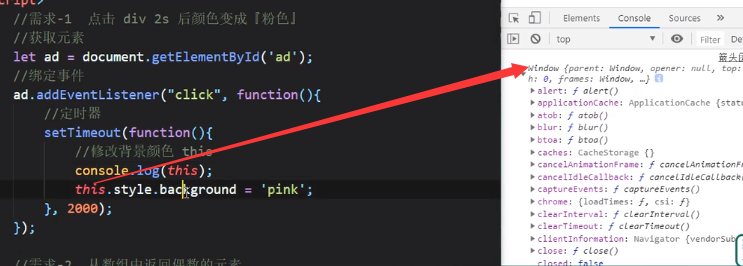 //需求-1 点击 div 2s 后颜色变成『粉色』
//获取元素
let ad = document.getElementById('ad');
//绑定事件
ad.addEventListener("click", function(){
//定时器
setTimeout(function(){
//修改背景颜色 this
console.log(this);
this.style.background = 'pink';
}, 2000);
});
//需求-2 从数组中返回偶数的元素
Elements Console Sources
top Filter Def
箭头函
Window {parent: Window, opener: null, top:
h: 0, frames: Window, …}
alert: ƒ alert()
applicationCache: ApplicationCache {statu
atob: ƒ atob()
blur: ƒ blur()
btoa: ƒ btoa()
caches: CacheStorage {}
cancelAnimationFrame: ƒ cancelAnimationFr
cancelIdleCallback: ƒ cancelIdleCallback(
captureEvents: ƒ captureEvents()
chrome: {loadTimes: ƒ, csi: ƒ}
clearInterval: ƒ clearInterval()
clearTimeout: ƒ clearTimeout()
clientInformation: Navigator {vendorSub
close: ƒ close()
closed: false